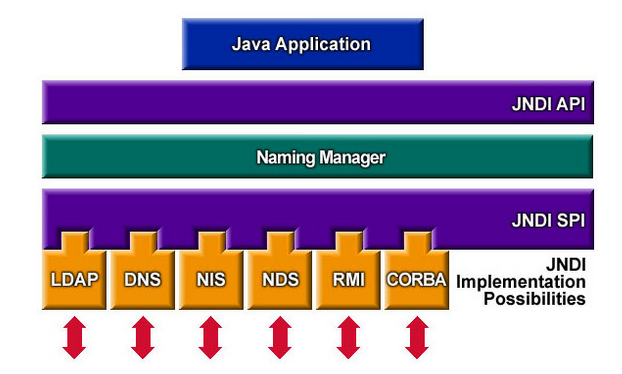 Java Application
JNDI API
Naming Manager
JNDI SPI
LDAP DNS NIS NDS RMI CORBA
JNDI
Implementation
Possibilities